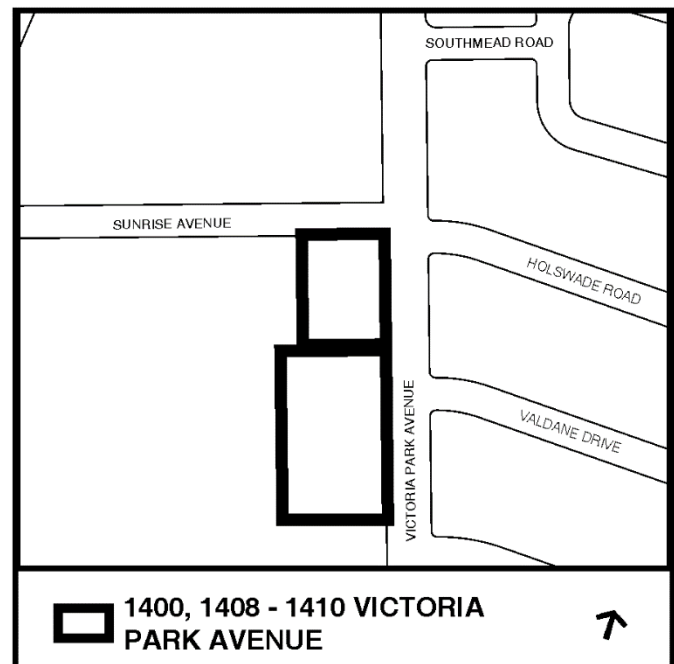 SOUTHMEAD ROAD
SUNRISE AVENUE
HOLSWADE ROAD
VICTORIA PARK AVENUE
VALDANE DRIVE
1400, 1408 - 1410 VICTORIA
PARK AVENUE